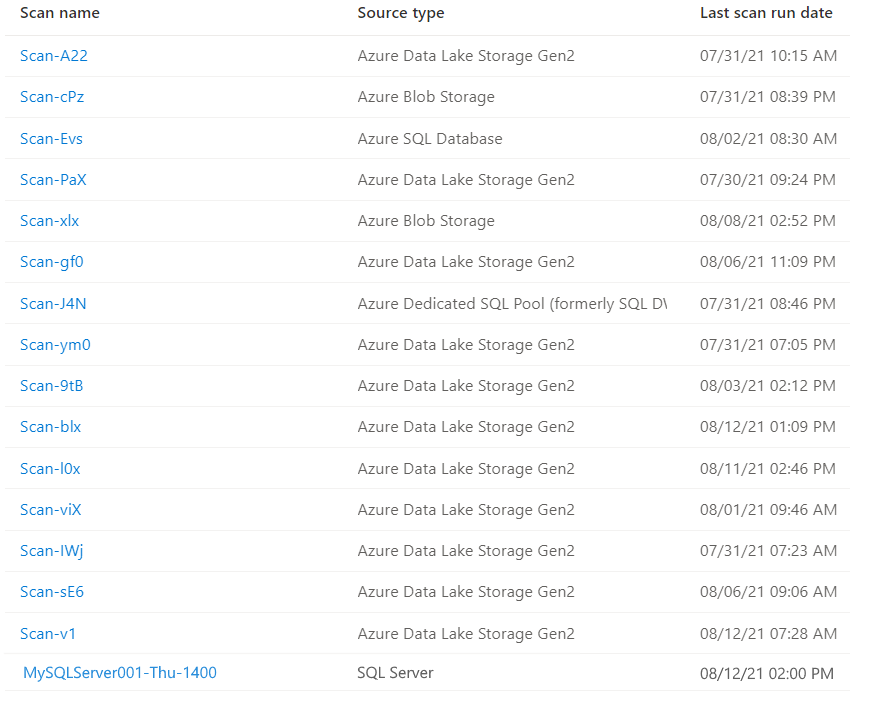 Scan name Source type Last scan run date
Scan-A22 Azure Data Lake Storage Gen2 07/31/21 10:15 AM
Scan-cPz Azure Blob Storage 07/31/21 08:39 PM
Scan-Evs Azure SQL Database 08/02/21 08:30 AM
Scan-PaX Azure Data Lake Storage Gen2 07/30/21 09:24 PM
Scan-xlx Azure Blob Storage 08/08/21 02:52 PM
Scan-gf0 Azure Data Lake Storage Gen2 08/06/21 11:09 PM
Scan-J4N Azure Dedicated SQL Pool (formerly SQL D 07/31/21 08:46 PM
Scan-ym0 Azure Data Lake Storage Gen2 07/31/21 07:05 PM
Scan-9tB Azure Data Lake Storage Gen2 08/03/21 02:12 PM
Scan-blx Azure Data Lake Storage Gen2 08/12/21 01:09 PM
Scan-l0x Azure Data Lake Storage Gen2 08/11/21 02:46 PM
Scan-viX Azure Data Lake Storage Gen2 08/01/21 09:46 AM
Scan-IWj Azure Data Lake Storage Gen2 07/31/21 07:23 AM
Scan-sE6 Azure Data Lake Storage Gen2 08/06/21 09:06 AM
Scan-v1 Azure Data Lake Storage Gen2 08/12/21 07:28 AM
MySQLServer001-Thu-1400 SQL Server 08/12/21 02:00 PM